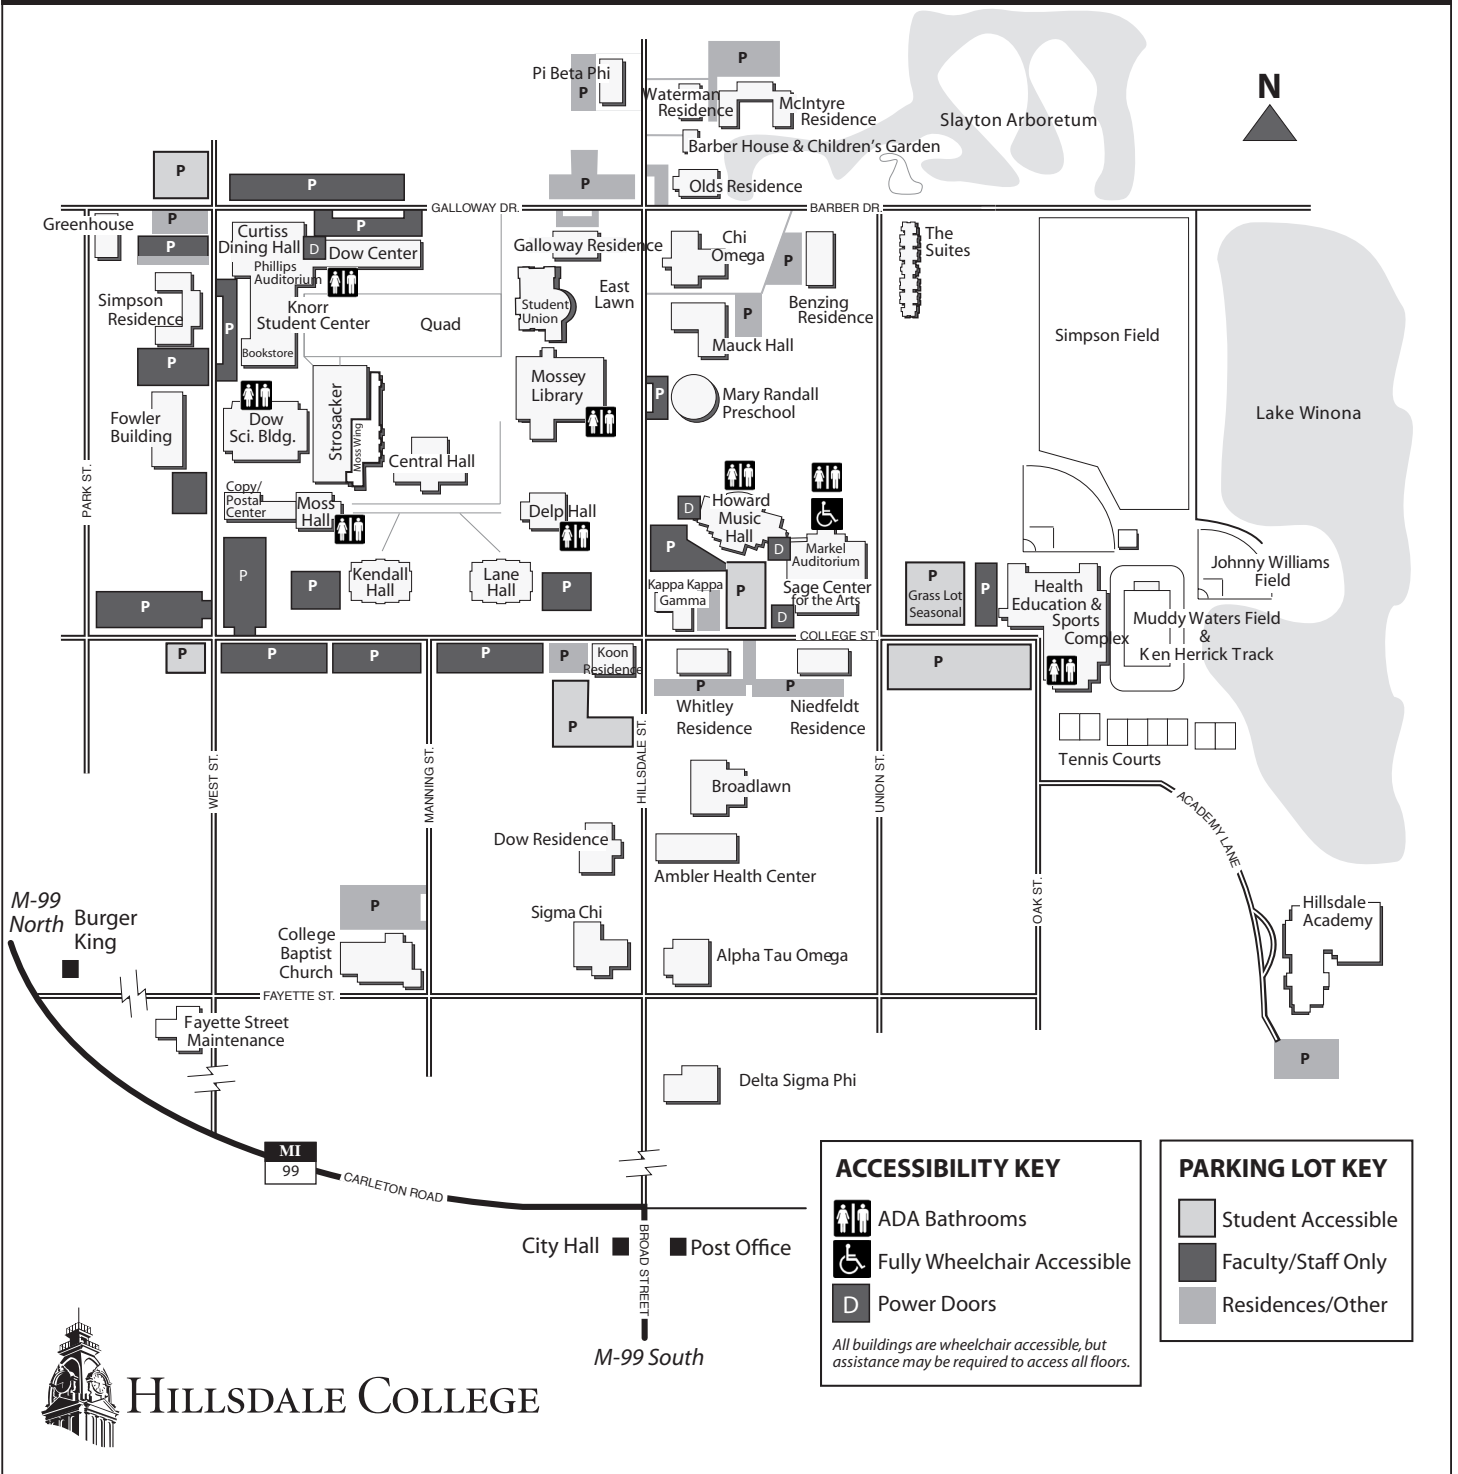 Pi Beta Phi
P
P
Waterman
Residence
McIntyre
Residence
Slayton Arboretum
N
Barber House & Children's Garden
P
P
P
Olds Residence
GALLOWAY DR.
BARBER DR.
Greenhouse
P
P
P
Curtiss
Dining Hall
D
Dow Center
Phillips
Auditorium
Galloway Residence
Chi
Omega
P
The
Suites
Simpson
Residence
P
Knorr
Student Center
Bookstore
Quad
Student
Union
East
Lawn
P
Benzing
Residence
Mauck Hall
Simpson Field
P
Fowler
Building
Dow
Sci. Bldg.
Strosacker
Moss Wing
Mossey
Library
P
Mary Randall
Preschool
Lake Winona
Central Hall
PARK ST.
Copy/
Postal
Center
Moss
Hall
Delp Hall
D
Howard
Music
Hall
D
Markel
Auditorium
P
P
P
Kendall
Hall
Lane
Hall
P
P
Kappa Kappa
Gamma
P
Sage Center
for the Arts
D
P
Grass Lot
Seasonal
P
Health
Education &
Sports
Complex
Johnny Williams
Field
Muddy Waters Field
&
Ken Herrick Track
P
COLLEGE ST
P
P
P
P
P
Koon
Residence
P
P
P
P
Whitley
Residence
Niedfeldt
Residence
Tennis Courts
WEST ST.
MANNING ST.
HILLSDALE ST.
UNION ST.
Broadlawn
ACADEMY LANE
Dow Residence
Ambler Health Center
OAK ST.
M-99
North
Burger
King
P
College
Baptist
Church
Sigma Chi
Alpha Tau Omega
Hillsdale
Academy
FAYETTE ST.
Fayette Street
Maintenance
P
Delta Sigma Phi
MI
99
CARLETON ROAD
City Hall
Post Office
BROAD STREET
M-99 South
ACCESSIBILITY KEY
ADA Bathrooms
Fully Wheelchair Accessible
D Power Doors
All buildings are wheelchair accessible, but
assistance may be required to access all floors.
PARKING LOT KEY
Student Accessible
Faculty/Staff Only
Residences/Other
HILLSDALE COLLEGE